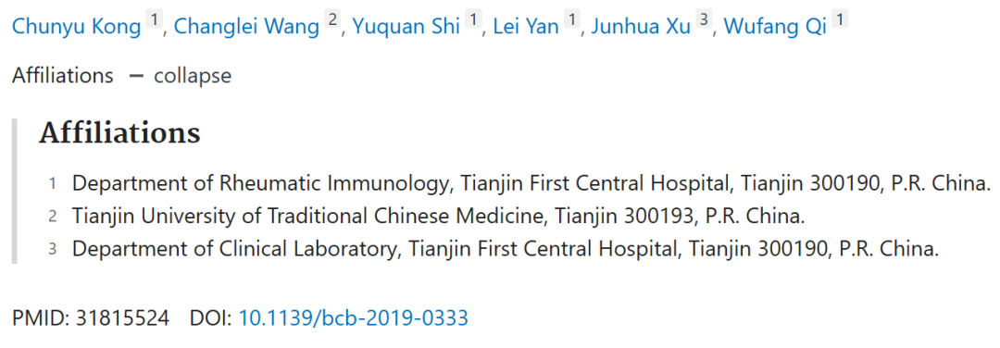 Chunyu Kong 1, Changlei Wang 2, Yuquan Shi 1, Lei Yan 1, Junhua Xu 3, Wufang Qi 1
Affiliations — collapse
Affiliations
1 Department of Rheumatic Immunology, Tianjin First Central Hospital, Tianjin 300190, P.R. China.
2 Tianjin University of Traditional Chinese Medicine, Tianjin 300193, P.R. China.
3 Department of Clinical Laboratory, Tianjin First Central Hospital, Tianjin 300190, P.R. China.
PMID: 31815524 DOI: 10.1139/bcb-2019-0333